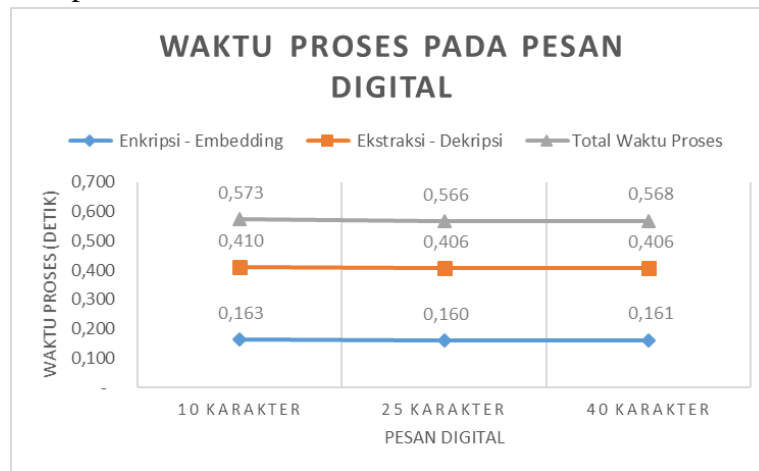 WAKTU PROSES PADA PESAN
DIGITAL
Enkripsi - Embedding Ekstraksi - Dekripsi Total Waktu Proses
WAKTU PROSES (DETIK)
0,700
0,600
0,500
0,400
0,300
0,200
0,100
-
0,573 0,566 0,568
0,410 0,406 0,406
0,163 0,160 0,161
10 KARAKTER 25 KARAKTER 40 KARAKTER
PESAN DIGITAL